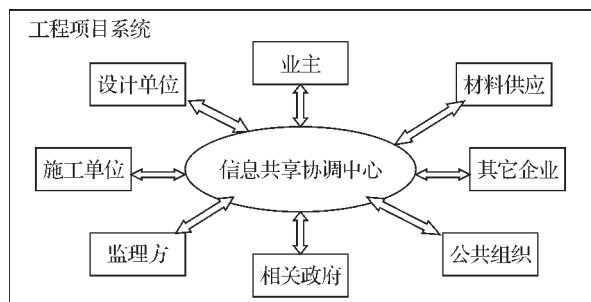 工程项目系统
业主
设计单位
材料供应
施工单位
信息共享协调中心
其它企业
监理方
相关政府
公共组织